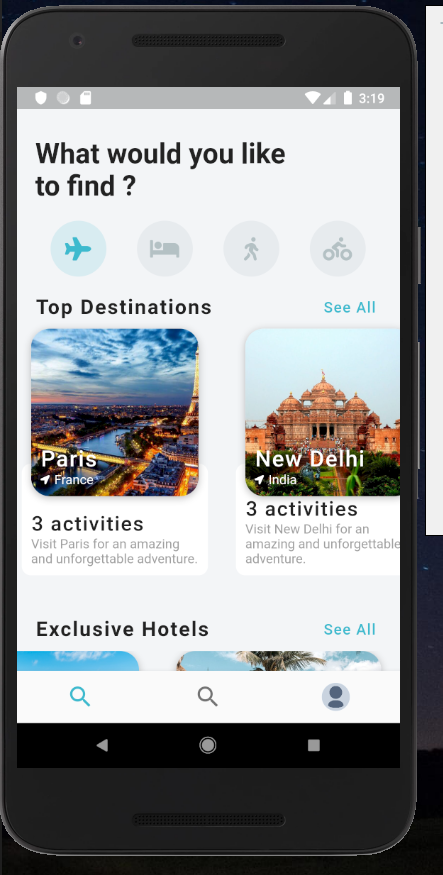 3:19
What would you like
to find ?
Top Destinations
See All
Paris
France
New Delhi
India
3 activities
Visit Paris for an amazing
and unforgettable adventure.
3 activities
Visit New Delhi for an
amazing and unforgettable
adventure.
Exclusive Hotels
See All